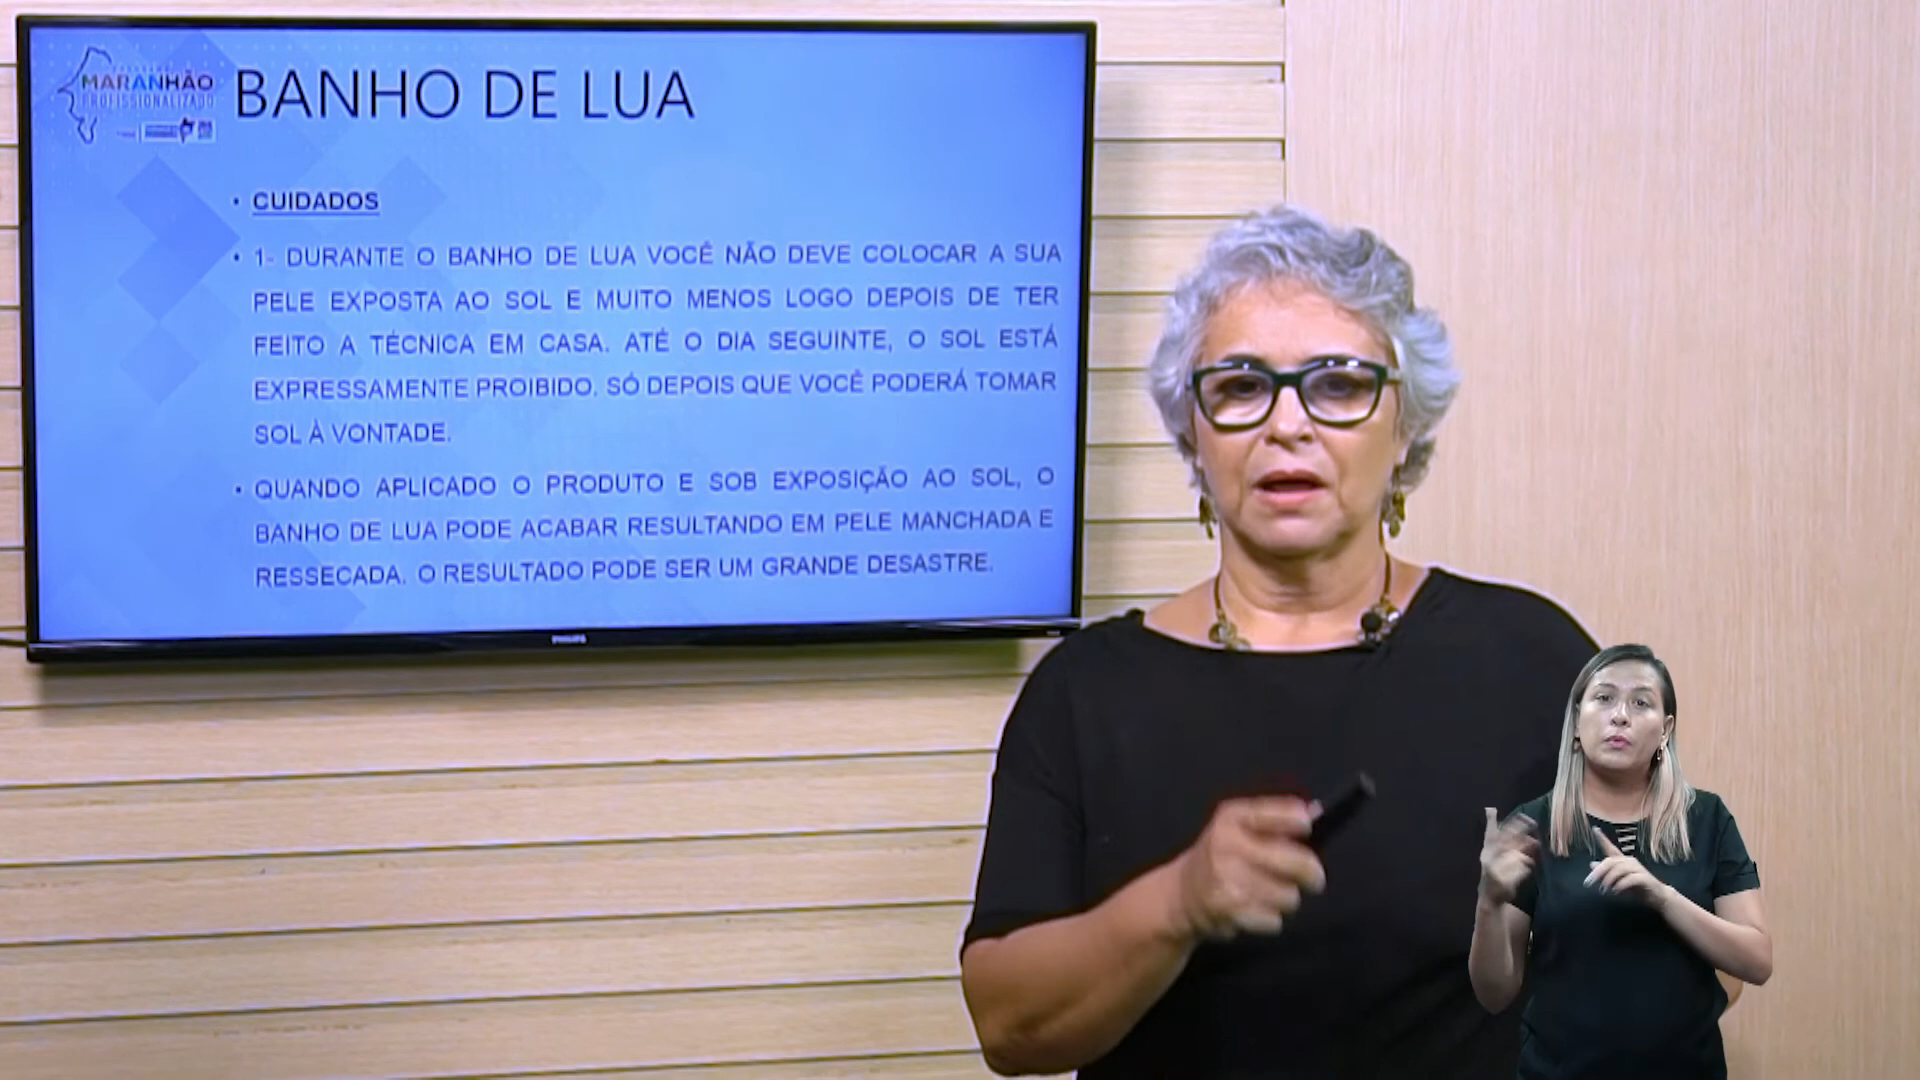 MARANHÃO
PROFISSIONALIZADO
BANHO DE LUA
• CUIDADOS
• 1- DURANTE O BANHO DE LUA VOCÊ NÃO DEVE COLOCAR A SUA
PELE EXPOSTA AO SOL E MUITO MENOS LOGO DEPOIS DE TER
FEITO A TÉCNICA EM CASA. ATÉ O DIA SEGUINTE, O SOL ESTÁ
EXPRESSAMENTE PROIBIDO. SÓ DEPOIS QUE VOCÊ PODERÁ TOMAR
SOL À VONTADE.
• QUANDO APLICADO O PRODUTO E SOB EXPOSIÇÃO AO SOL, O
BANHO DE LUA PODE ACABAR RESULTANDO EM PELE MANCHADA E
RESSECADA. O RESULTADO PODE SER UM GRANDE DESASTRE.
PHILIPS